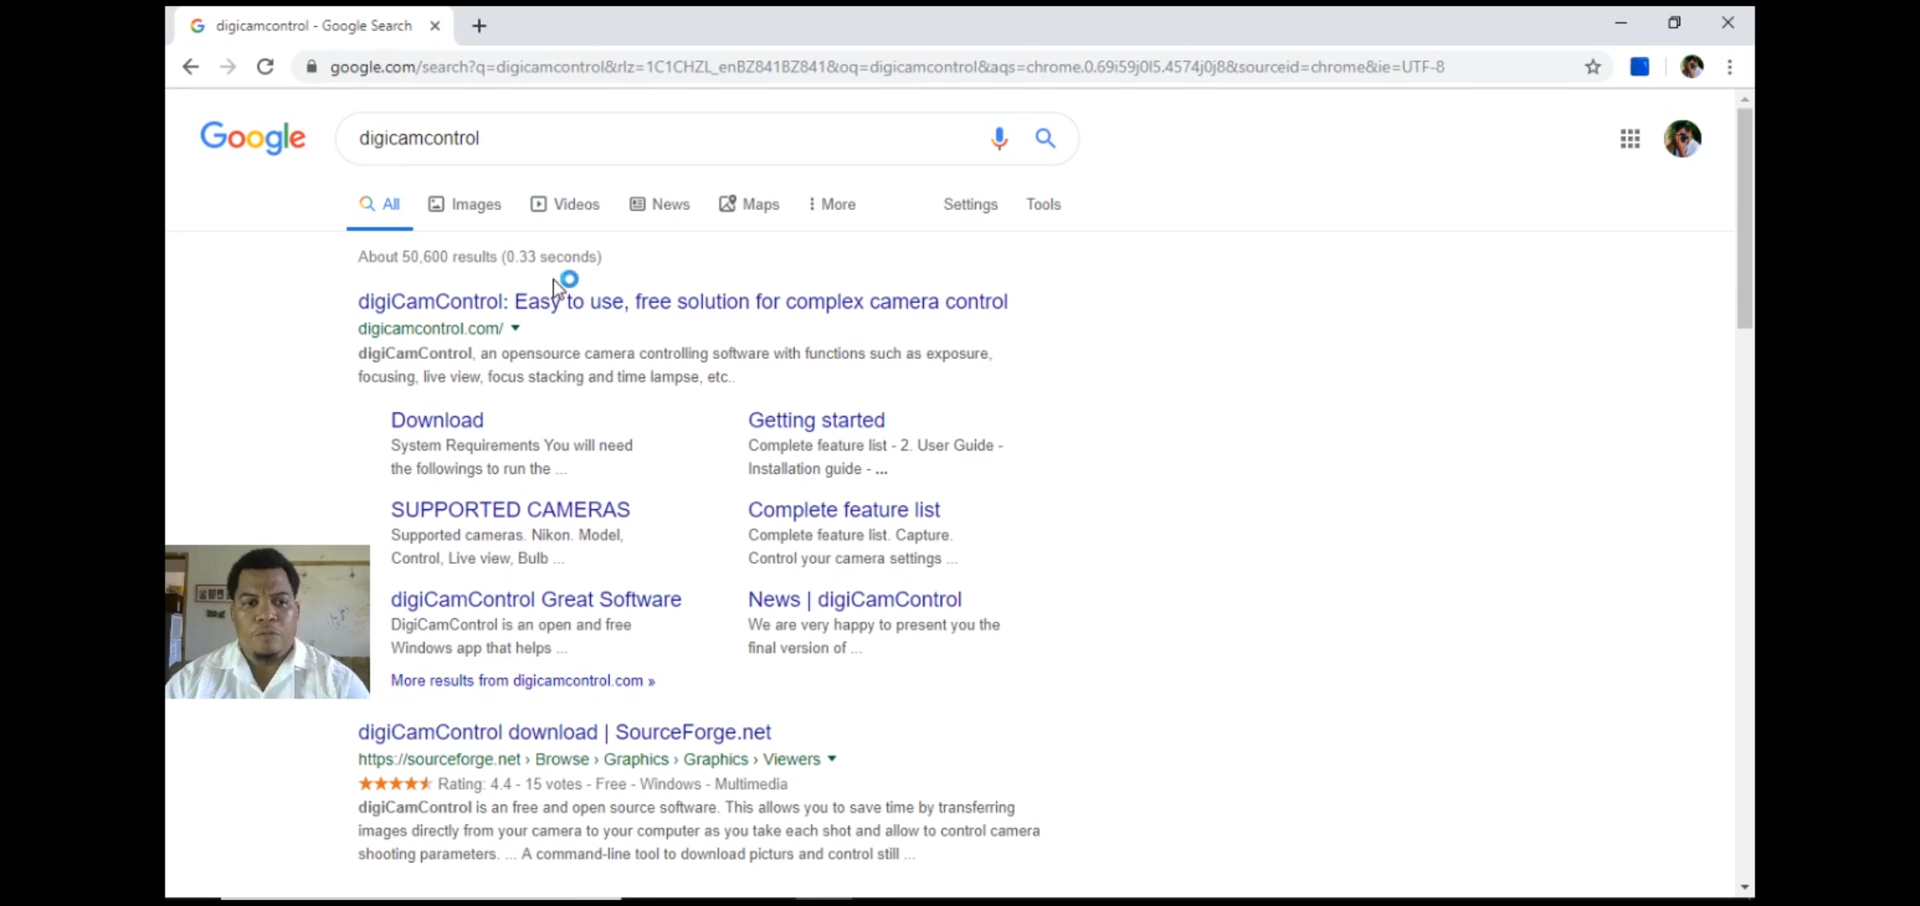 digicamcontrol - Google Search
google.com/search?q=digicamcontrol&rlz=1C1CHZL_enBZ841BZ841&oq=digicamcontrol&aqs=chrome.0.69i59j0l5.4574j0j8&sourceid=chrome&ie=UTF-8
Google
digicamcontrol
All Images Videos News Maps More Settings Tools
About 50,600 results (0.33 seconds)
digiCamControl: Easy to use, free solution for complex camera control
digicamcontrol.com/
digiCamControl, an opensource camera controlling software with functions such as exposure,
focusing, live view, focus stacking and time lampse, etc..
Download
System Requirements You will need
the followings to run the ...
Getting started
Complete feature list - 2. User Guide -
Installation guide - ...
SUPPORTED CAMERAS
Supported cameras. Nikon. Model,
Control, Live view, Bulb ...
Complete feature list
Complete feature list. Capture.
Control your camera settings ...
digiCamControl Great Software
DigiCamControl is an open and free
Windows app that helps ...
News | digiCamControl
We are very happy to present you the
final version of ...
More results from digicamcontrol.com »
digiCamControl download | SourceForge.net
https://sourceforge.net › Browse › Graphics › Graphics › Viewers
Rating: 4.4 - 15 votes - Free - Windows - Multimedia
digiCamControl is an free and open source software. This allows you to save time by transferring
images directly from your camera to your computer as you take each shot and allow to control camera
shooting parameters. ... A command-line tool to download picturs and control still ...